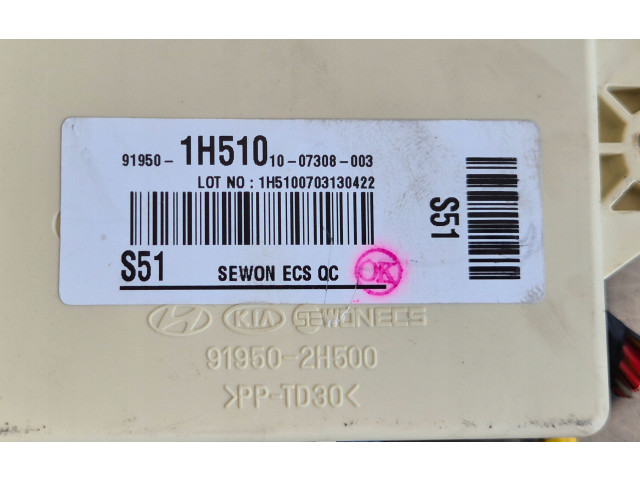 91950- 1H510 10-07308-003
LOT NO : 1H5100703130422
S51
S51 SEWON ECS QC OK
KIA SEWONECS
91950-2H500
>PP-TD30<